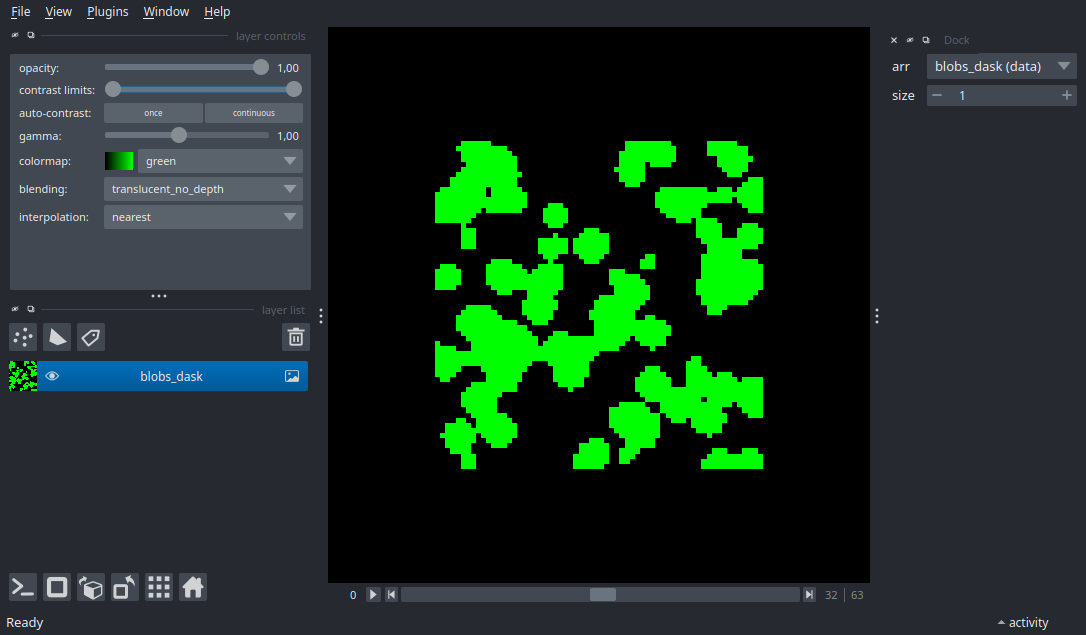 File View Plugins Window Help
layer controls
opacity: 1,00
contrast limits:
auto-contrast: once continuous
gamma: 1,00
colormap: green
blending: translucent_no_depth
interpolation: nearest
layer list
blobs_dask
Dock
arr blobs_dask (data)
size 1
0 32 63
Ready activity